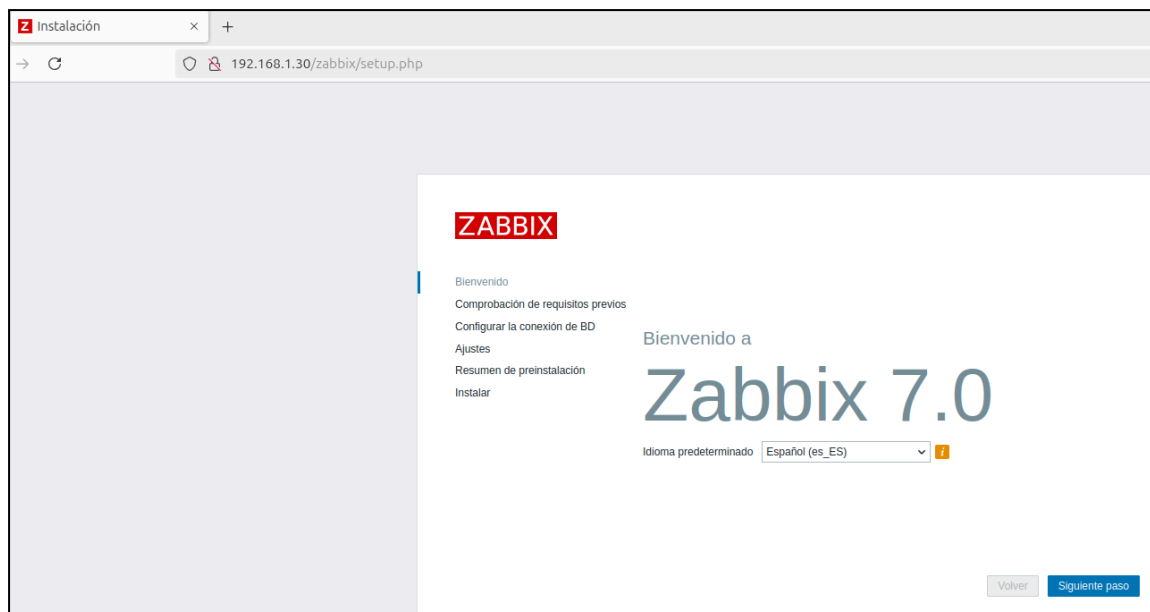 Z Instalación
192.168.1.30/zabbix/setup.php
ZABBIX
Bienvenido
Comprobación de requisitos previos
Configurar la conexión de BD
Ajustes
Resumen de preinstalación
Instalar
Bienvenido a
Zabbix 7.0
Idioma predeterminado Español (es_ES) i
Volver Siguiente paso